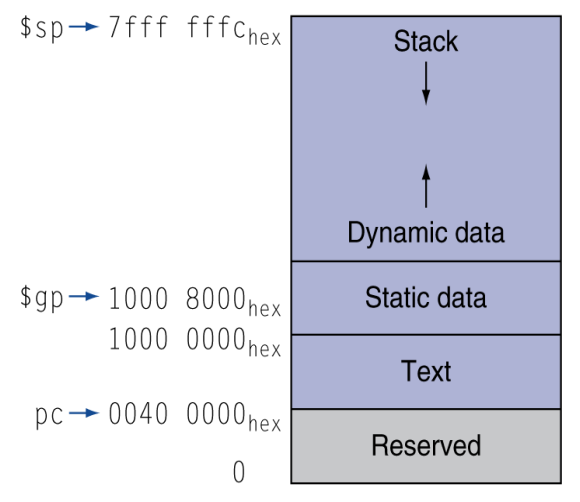 $sp → 7fff fffc hex
Stack
Dynamic data
$gp → 1000 8000 hex
Static data
1000 0000 hex
Text
pc → 0040 0000 hex
Reserved
0